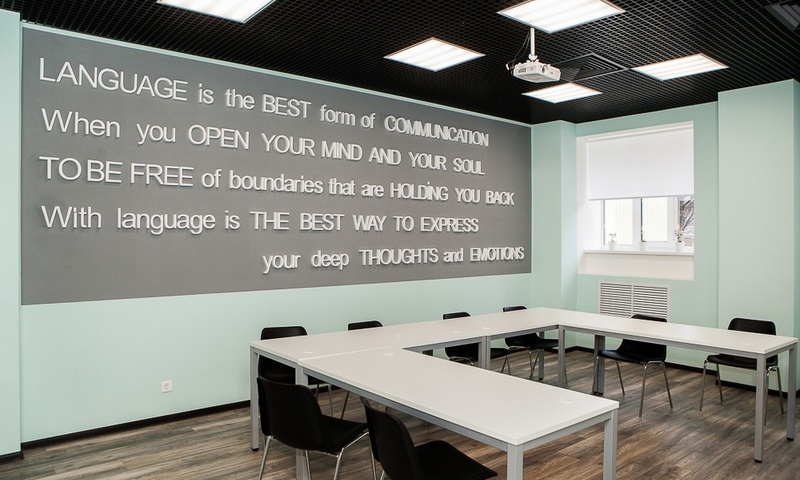 LANGUAGE is the BEST form of COMMUNICATION
When you OPEN YOUR MIND AND YOUR SOUL
TO BE FREE of boundaries that are HOLDING YOU BACK
With language is THE BEST WAY TO EXPRESS
your deep THOUGHTS and EMOTIONS